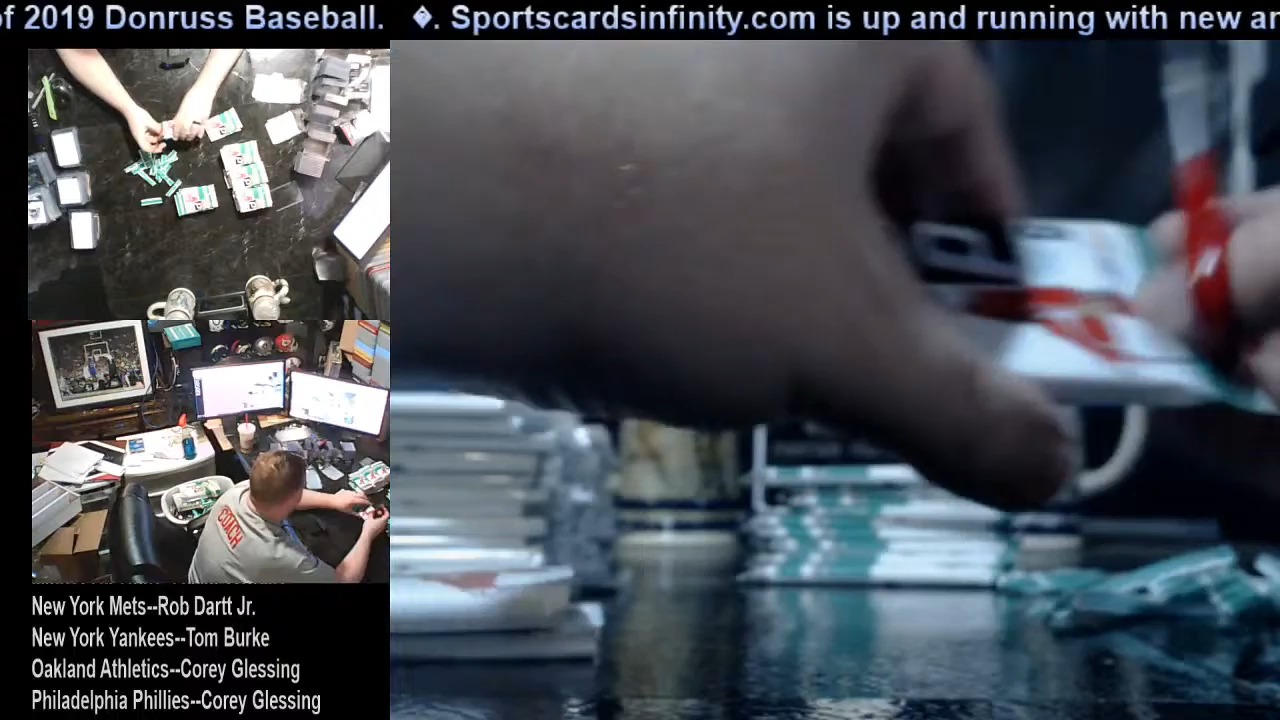 of 2019 Donruss Baseball. �. Sportscardsinfinity.com is up and running with new ar
COACH
New York Mets--Rob Dartt Jr.
New York Yankees--Tom Burke
Oakland Athletics--Corey Glessing
Philadelphia Phillies--Corey Glessing